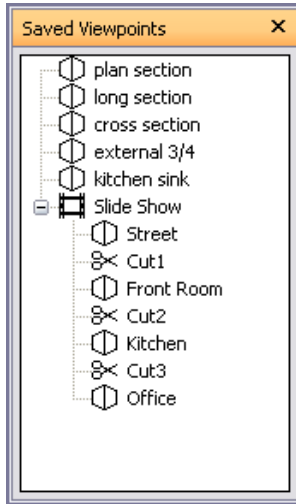 Saved Viewpoints
plan section
long section
cross section
external 3/4
kitchen sink
Slide Show
Street
Cut1
Front Room
Cut2
Kitchen
Cut3
Office